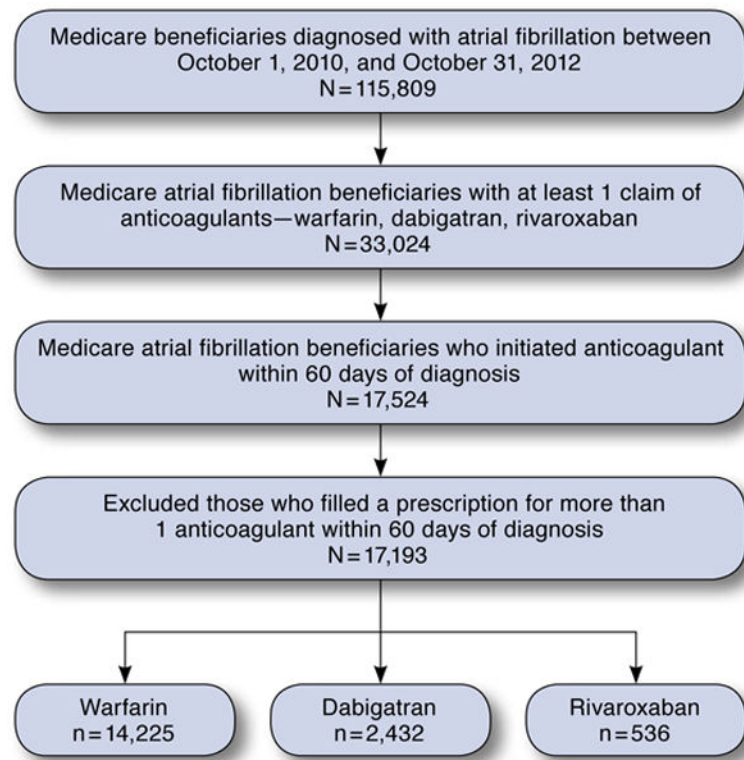 Medicare beneficiaries diagnosed with atrial fibrillation between
October 1, 2010, and October 31, 2012
N=115,809
Medicare atrial fibrillation beneficiaries with at least 1 claim of
anticoagulants—warfarin, dabigatran, rivaroxaban
N=33,024
Medicare atrial fibrillation beneficiaries who initiated anticoagulant
within 60 days of diagnosis
N=17,524
Excluded those who filled a prescription for more than
1 anticoagulant within 60 days of diagnosis
N=17,193
Warfarin
n=14,225
Dabigatran
n=2,432
Rivaroxaban
n=536